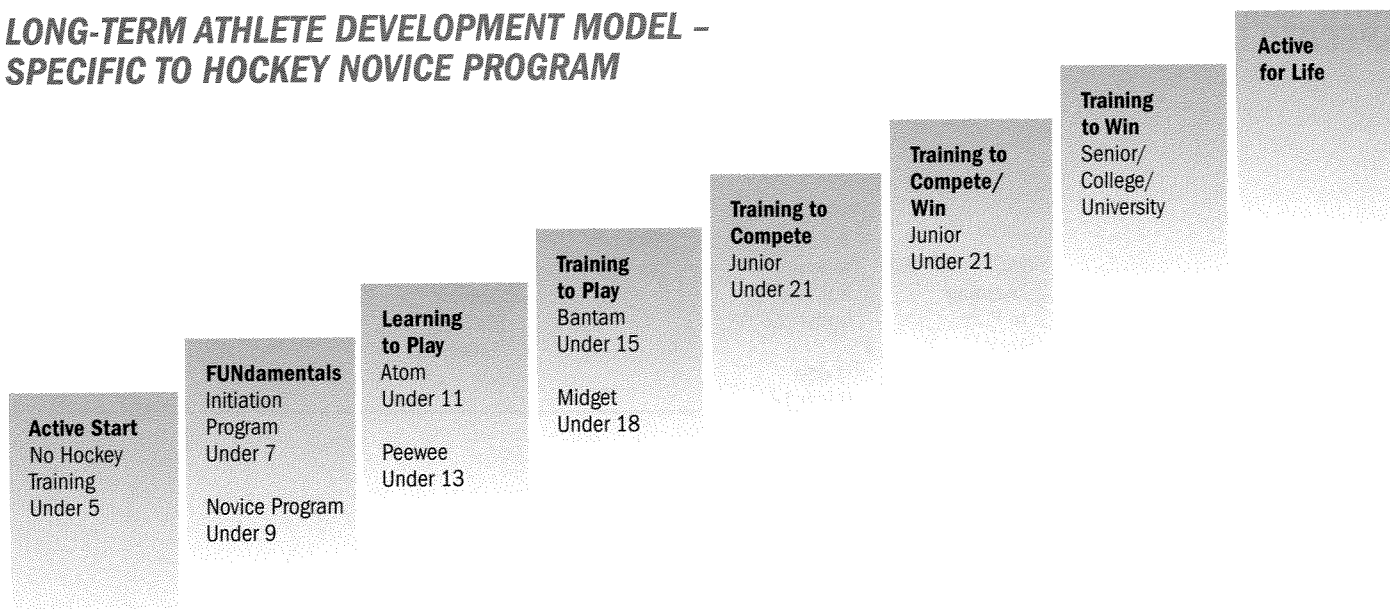 LONG-TERM ATHLETE DEVELOPMENT MODEL –
SPECIFIC TO HOCKEY NOVICE PROGRAM
Active Start
No Hockey
Training
Under 5
FUNdamentals
Initiation
Program
Under 7
Novice Program
Under 9
Learning
to Play
Atom
Under 11
Peewee
Under 13
Training
to Play
Bantam
Under 15
Midget
Under 18
Training to
Compete
Junior
Under 21
Training to
Compete/
Win
Junior
Under 21
Training
to Win
Senior/
College/
University
Active
for Life